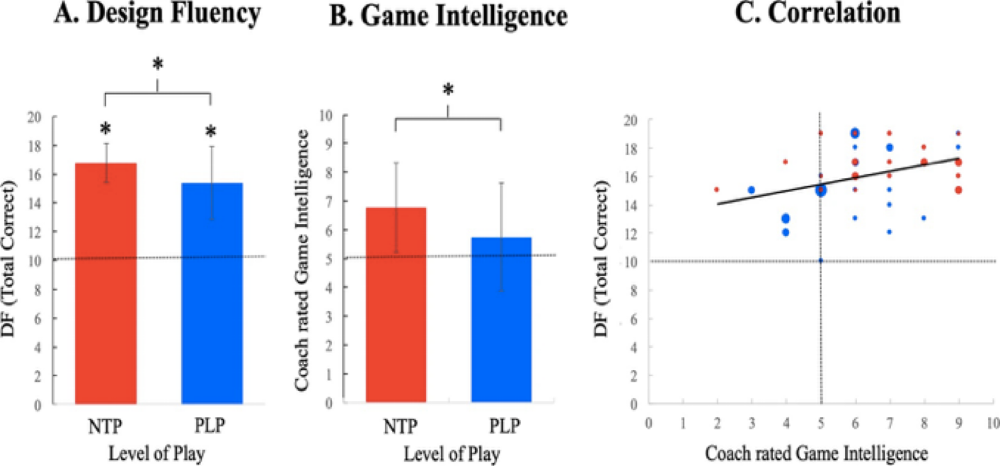 A. Design Fluency
*
*
*
DF (Total Correct)
20
18
16
14
12
10
8
6
4
2
0
NTP
PLP
Level of Play
B. Game Intelligence
*
Coach rated Game Intelligence
10
9
8
7
6
5
4
3
2
1
0
NTP
PLP
Level of Play
C. Correlation
DF (Total Correct)
20
18
16
14
12
10
8
6
4
2
0
0 1 2 3 4 5 6 7 8 9 10
Coach rated Game Intelligence